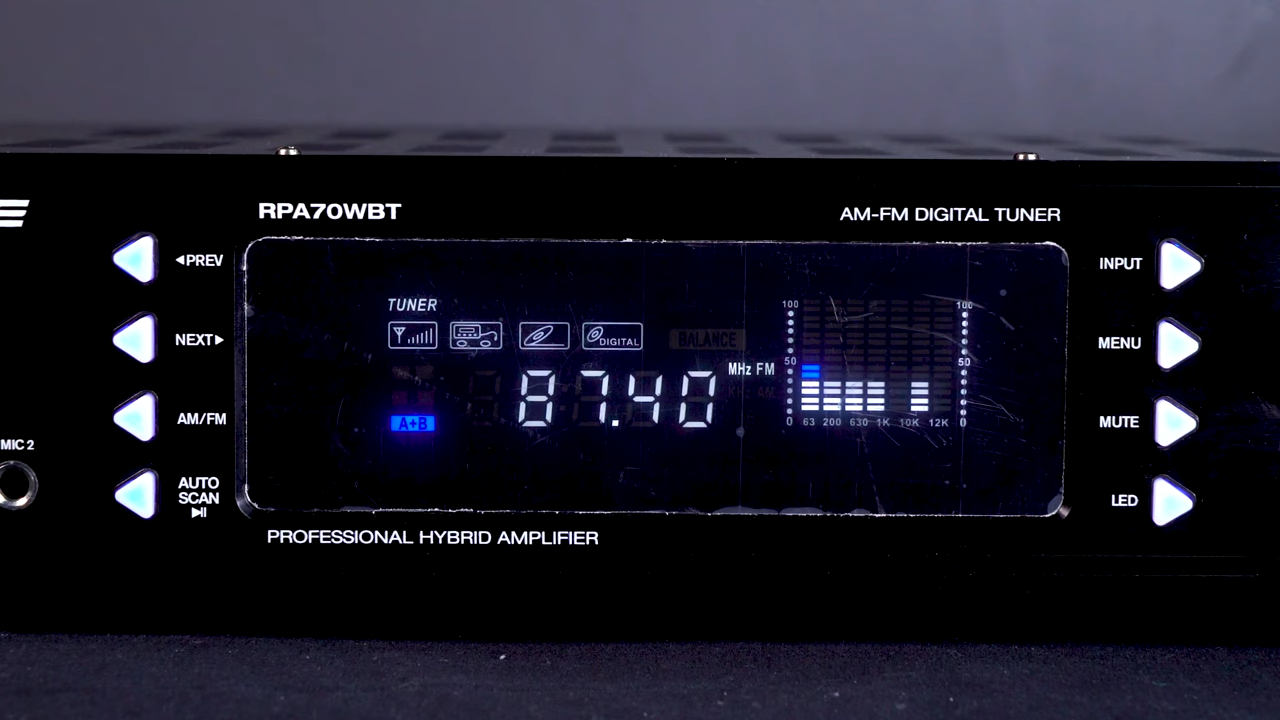 RPA70WBT
AM-FM DIGITAL TUNER
◄PREV
NEXT►
AM/FM
AUTO
SCAN
►II
MIC 2
TUNER
DIGITAL
BALANCE
A+B
87.40
MHz FM
KHz AM
100 100
50 50
0 63 200 630 1K 10K 12K 0
INPUT
MENU
MUTE
LED
PROFESSIONAL HYBRID AMPLIFIER